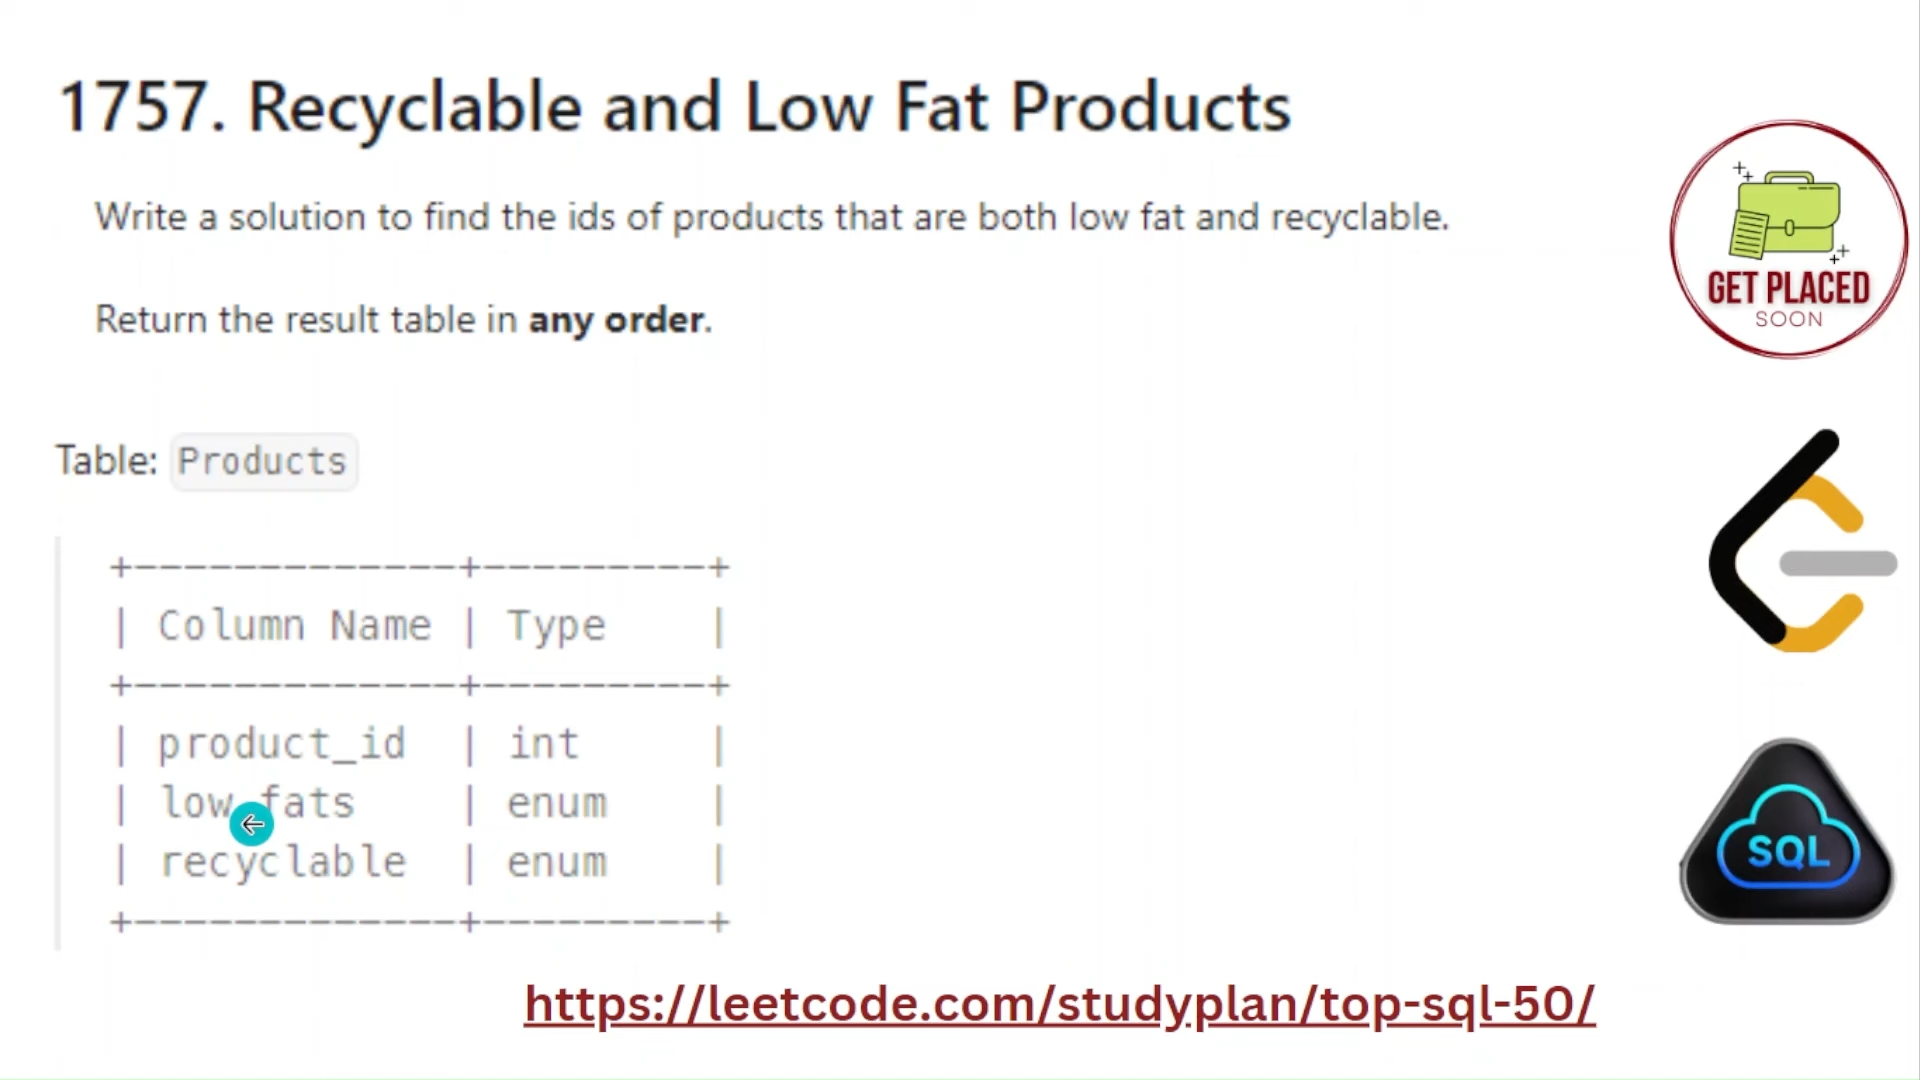 1757. Recyclable and Low Fat Products
Write a solution to find the ids of products that are both low fat and recyclable.
Return the result table in any order.
GET PLACED
SOON
Table: Products
+-------------+---------+
| Column Name | Type    |
+-------------+---------+
| product_id  | int     |
| low_fats    | enum    |
| recyclable  | enum    |
+-------------+---------+
SQL
https://leetcode.com/studyplan/top-sql-50/